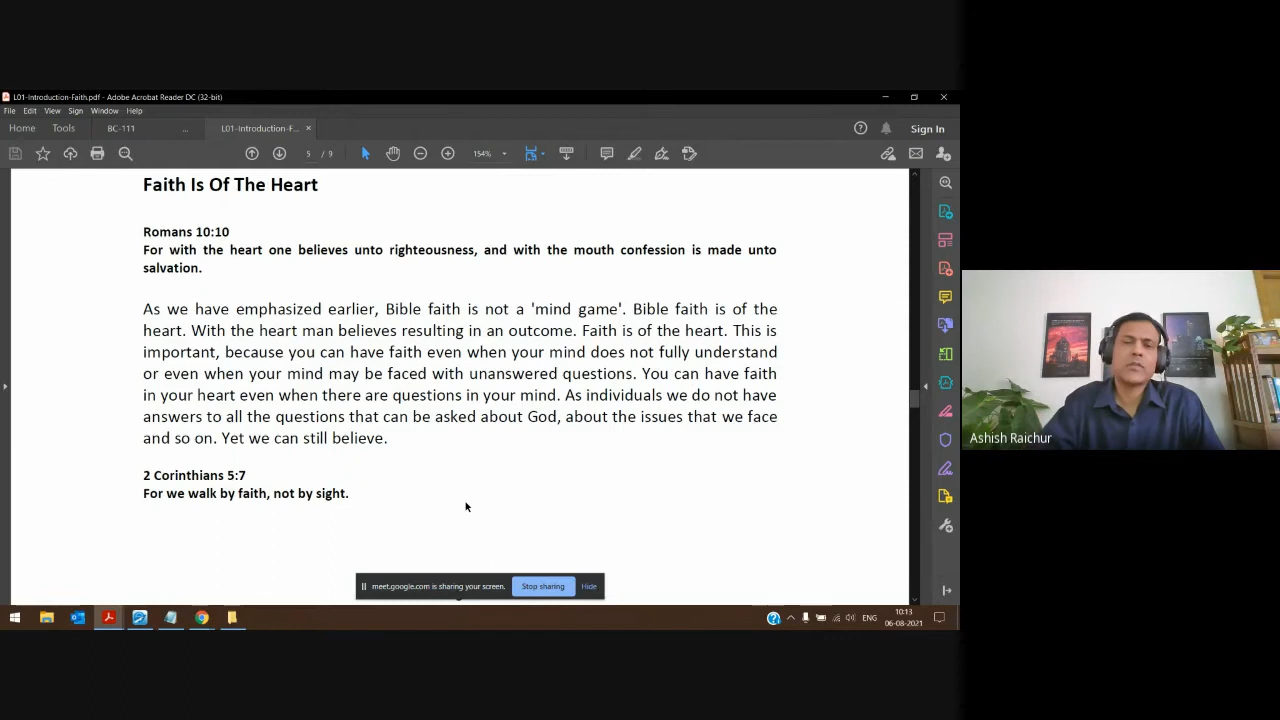 L01-Introduction-Faith.pdf - Adobe Acrobat Reader DC (32-bit)
File Edit View Sign Window Help
Home Tools BC-111 ... L01-Introduction-F... × Sign In
5 / 9 154%
Faith Is Of The Heart
Romans 10:10
For with the heart one believes unto righteousness, and with the mouth confession is made unto
salvation.
As we have emphasized earlier, Bible faith is not a 'mind game'. Bible faith is of the
heart. With the heart man believes resulting in an outcome. Faith is of the heart. This is
important, because you can have faith even when your mind does not fully understand
or even when your mind may be faced with unanswered questions. You can have faith
in your heart even when there are questions in your mind. As individuals we do not have
answers to all the questions that can be asked about God, about the issues that we face
and so on. Yet we can still believe.
2 Corinthians 5:7
For we walk by faith, not by sight.
meet.google.com is sharing your screen. Stop sharing Hide
ENG 10:13
06-08-2021
Ashish Raichur